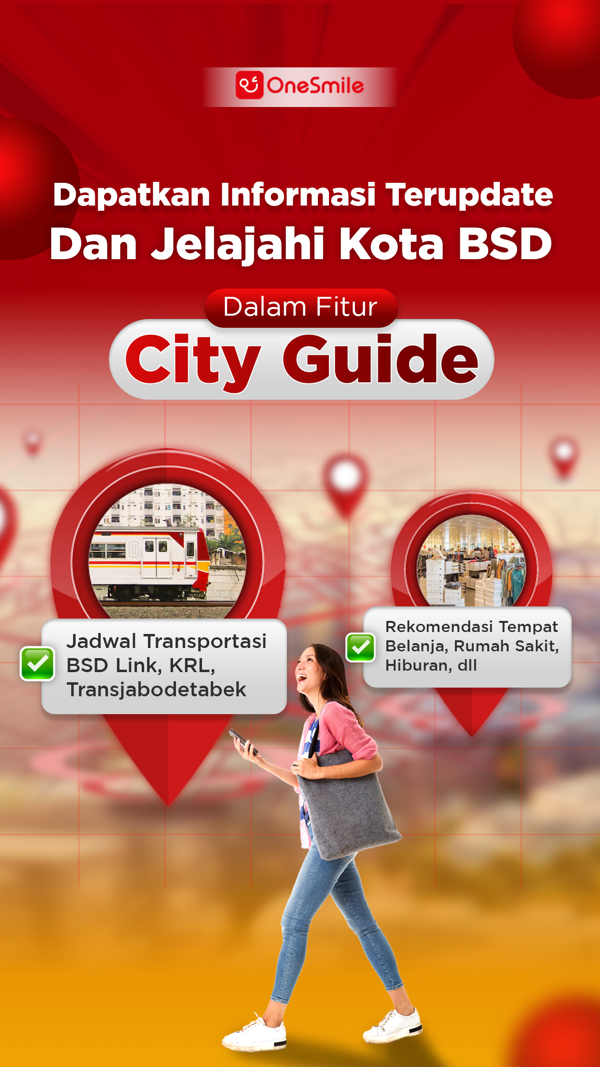 OneSmile
Dapatkan Informasi Terupdate
Dan Jelajahi Kota BSD
Dalam Fitur
City Guide
Jadwal Transportasi
BSD Link, KRL,
Transjabodetabek
Rekomendasi Tempat
Belanja, Rumah Sakit,
Hiburan, dll